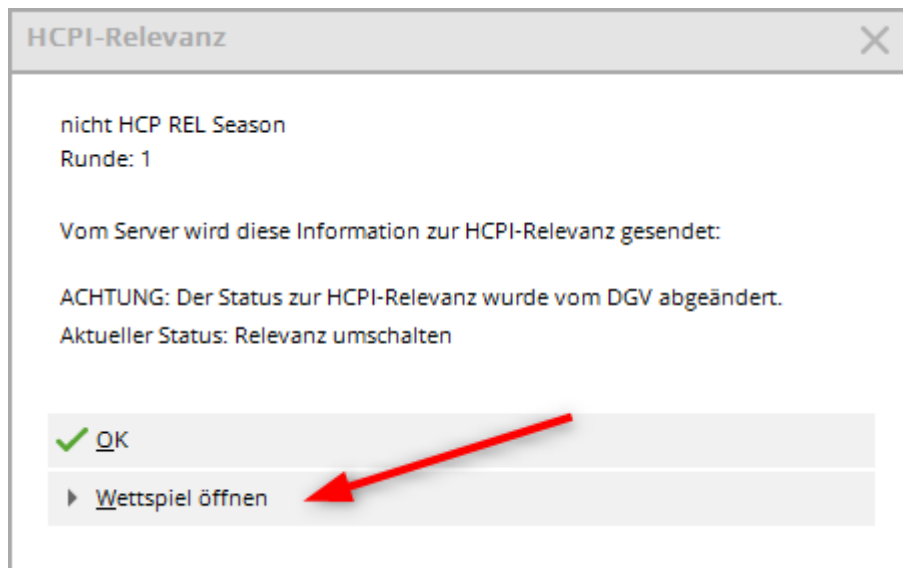 HCPI-Relevanz
nicht HCP REL Season
Runde: 1
Vom Server wird diese Information zur HCPI-Relevanz gesendet:
ACHTUNG: Der Status zur HCPI-Relevanz wurde vom DGV abgeändert.
Aktueller Status: Relevanz umschalten
OK
Wettspiel öffnen